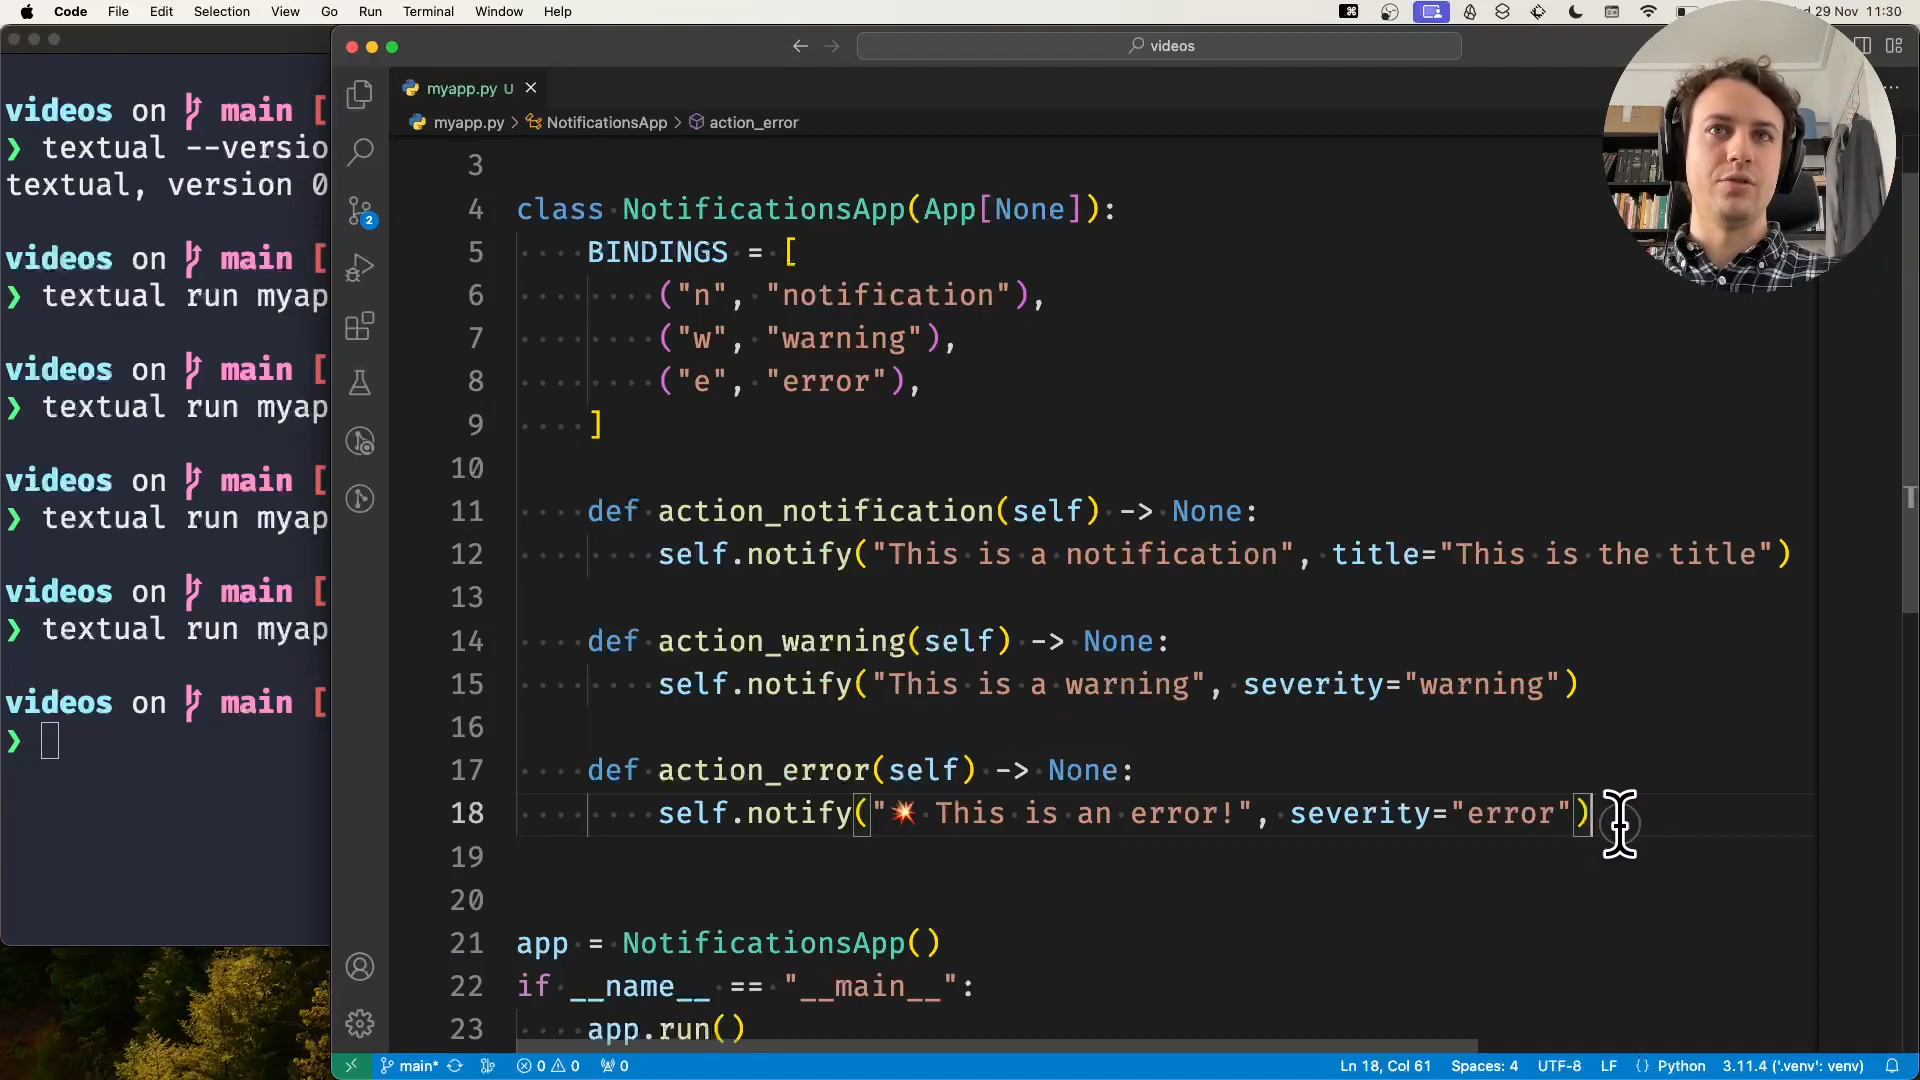 Code File Edit Selection View Go Run Terminal Window Help
d 29 Nov 11:30
videos
myapp.py U
myapp.py > NotificationsApp > action_error
videos on main [
❯ textual --versio
textual, version 0
videos on main [
❯ textual run myap
videos on main [
❯ textual run myap
videos on main [
❯ textual run myap
videos on main [
❯ textual run myap
videos on main [
❯
2
3
4 class NotificationsApp(App[None]):
5 BINDINGS = [
6 ("n", "notification"),
7 ("w", "warning"),
8 ("e", "error"),
9 ]
10
11 def action_notification(self) -> None:
12 self.notify("This is a notification", title="This is the title")
13
14 def action_warning(self) -> None:
15 self.notify("This is a warning", severity="warning")
16
17 def action_error(self) -> None:
18 self.notify("💥 This is an error!", severity="error")
19
20
21 app = NotificationsApp()
22 if __name__ == "__main__":
23 app.run()
main* 0 0 0 Ln 18, Col 61 Spaces: 4 UTF-8 LF {} Python 3.11.4 ('.venv': venv)